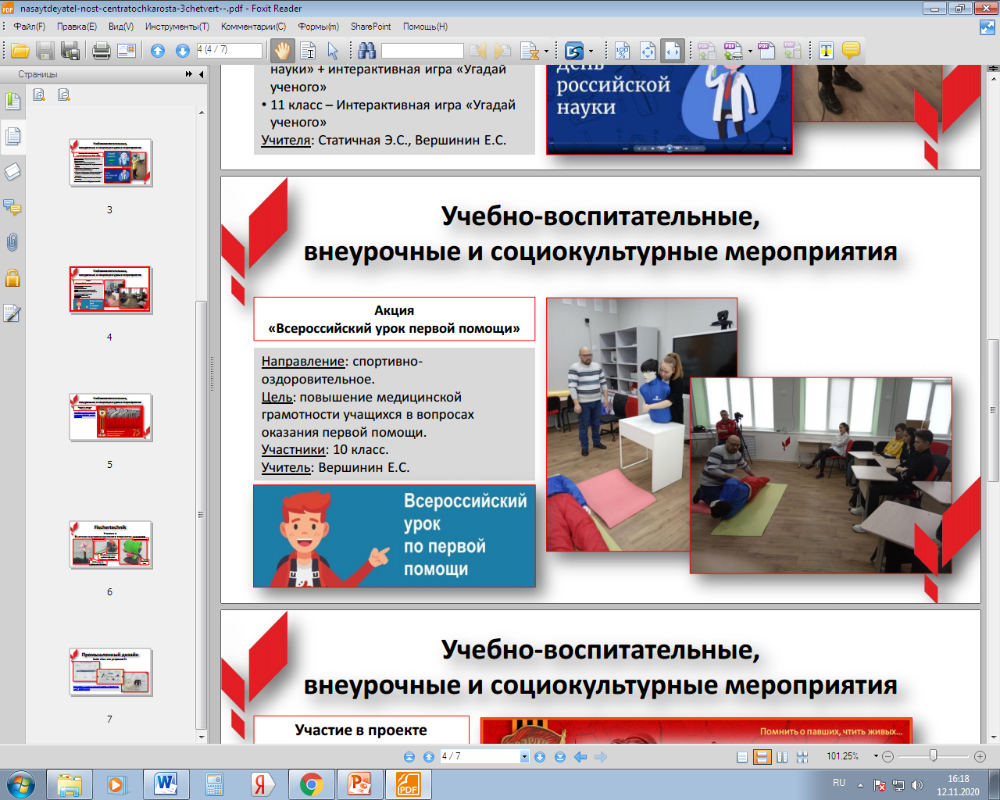 nasaytdeyatel-nost-centratochkarosta-3chetvert--.pdf - Foxit Reader
Файл(F) Правка(E) Вид(V) Инструменты(T) Комментарии(C) Формы(m) SharePoint Помощь(H)
4 (4 / 7)
Страницы
3
4
5
Fischertechnik
6
Промышленный дизайн
7
науки» + интерактивная игра «Угадай
ученого»
• 11 класс – Интерактивная игра «Угадай
ученого»
Учителя: Статичная Э.С., Вершинин Е.С.
День
российской
науки
Учебно-воспитательные,
внеурочные и социокультурные мероприятия
Акция
«Всероссийский урок первой помощи»
Направление: спортивно-
оздоровительное.
Цель: повышение медицинской
грамотности учащихся в вопросах
оказания первой помощи.
Участники: 10 класс.
Учитель: Вершинин Е.С.
Всероссийский
урок
по первой
помощи
Учебно-воспитательные,
внеурочные и социокультурные мероприятия
Участие в проекте
Помнить о павших, чтить живых...
4 / 7
101.25%
RU
16:18
12.11.2020